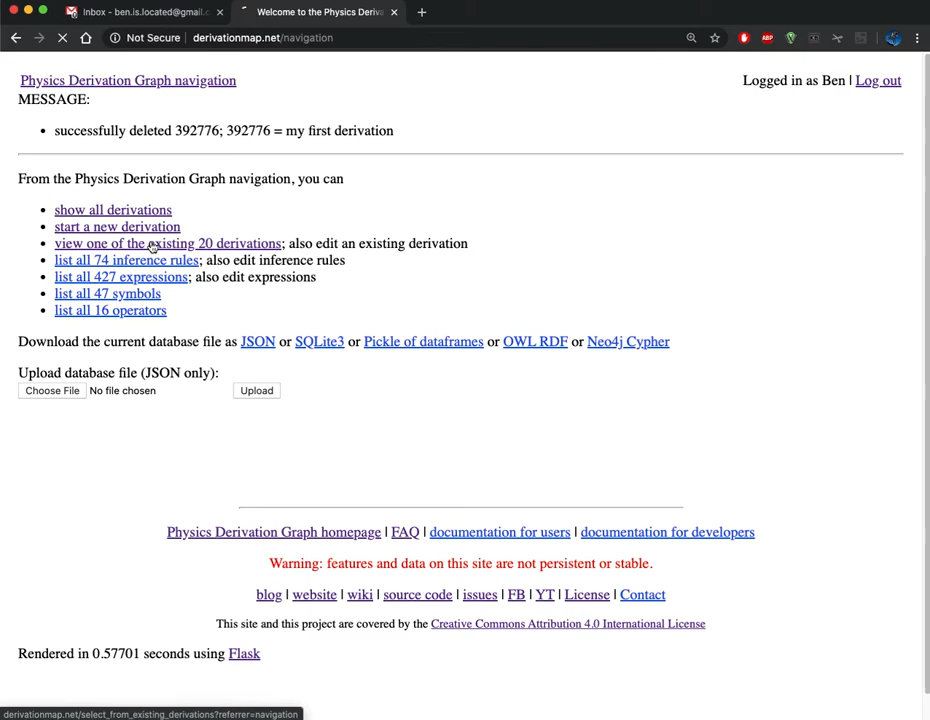 Inbox - ben.is.located@gmail.c
Welcome to the Physics Deriva
Not Secure | derivationmap.net/navigation
Physics Derivation Graph navigation
Logged in as Ben | Log out
MESSAGE:
successfully deleted 392776; 392776 = my first derivation
From the Physics Derivation Graph navigation, you can
show all derivations
start a new derivation
view one of the existing 20 derivations; also edit an existing derivation
list all 74 inference rules; also edit inference rules
list all 427 expressions; also edit expressions
list all 47 symbols
list all 16 operators
Download the current database file as JSON or SQLite3 or Pickle of dataframes or OWL RDF or Neo4j Cypher
Upload database file (JSON only):
Choose File No file chosen Upload
Physics Derivation Graph homepage | FAQ | documentation for users | documentation for developers
Warning: features and data on this site are not persistent or stable.
blog | website | wiki | source code | issues | FB | YT | License | Contact
This site and this project are covered by the Creative Commons Attribution 4.0 International License
Rendered in 0.57701 seconds using Flask
derivationmap.net/select_from_existing_derivations?referrer=navigation